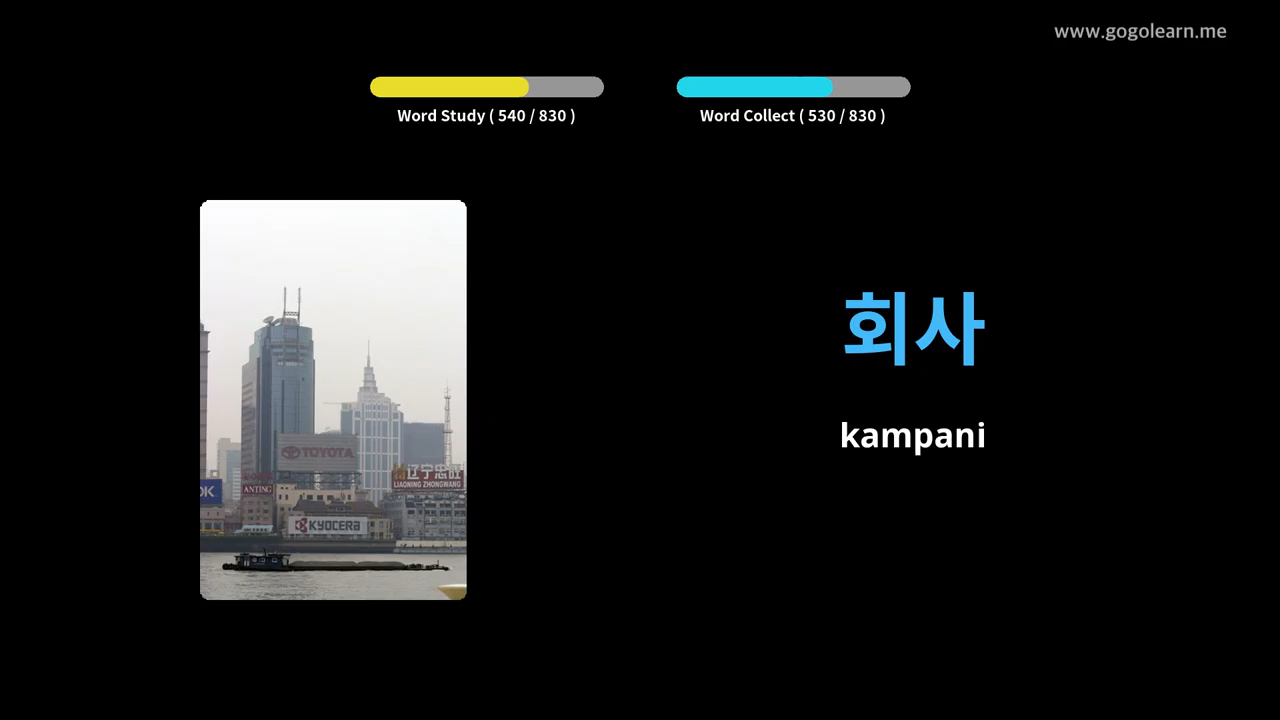 www.gogolearn.me
Word Study ( 540 / 830 )
Word Collect ( 530 / 830 )
회사
kampani
TOYOTA
辽宁忠旺
LIAONING ZHONGWANG
OK
ANTING
KYOCERA